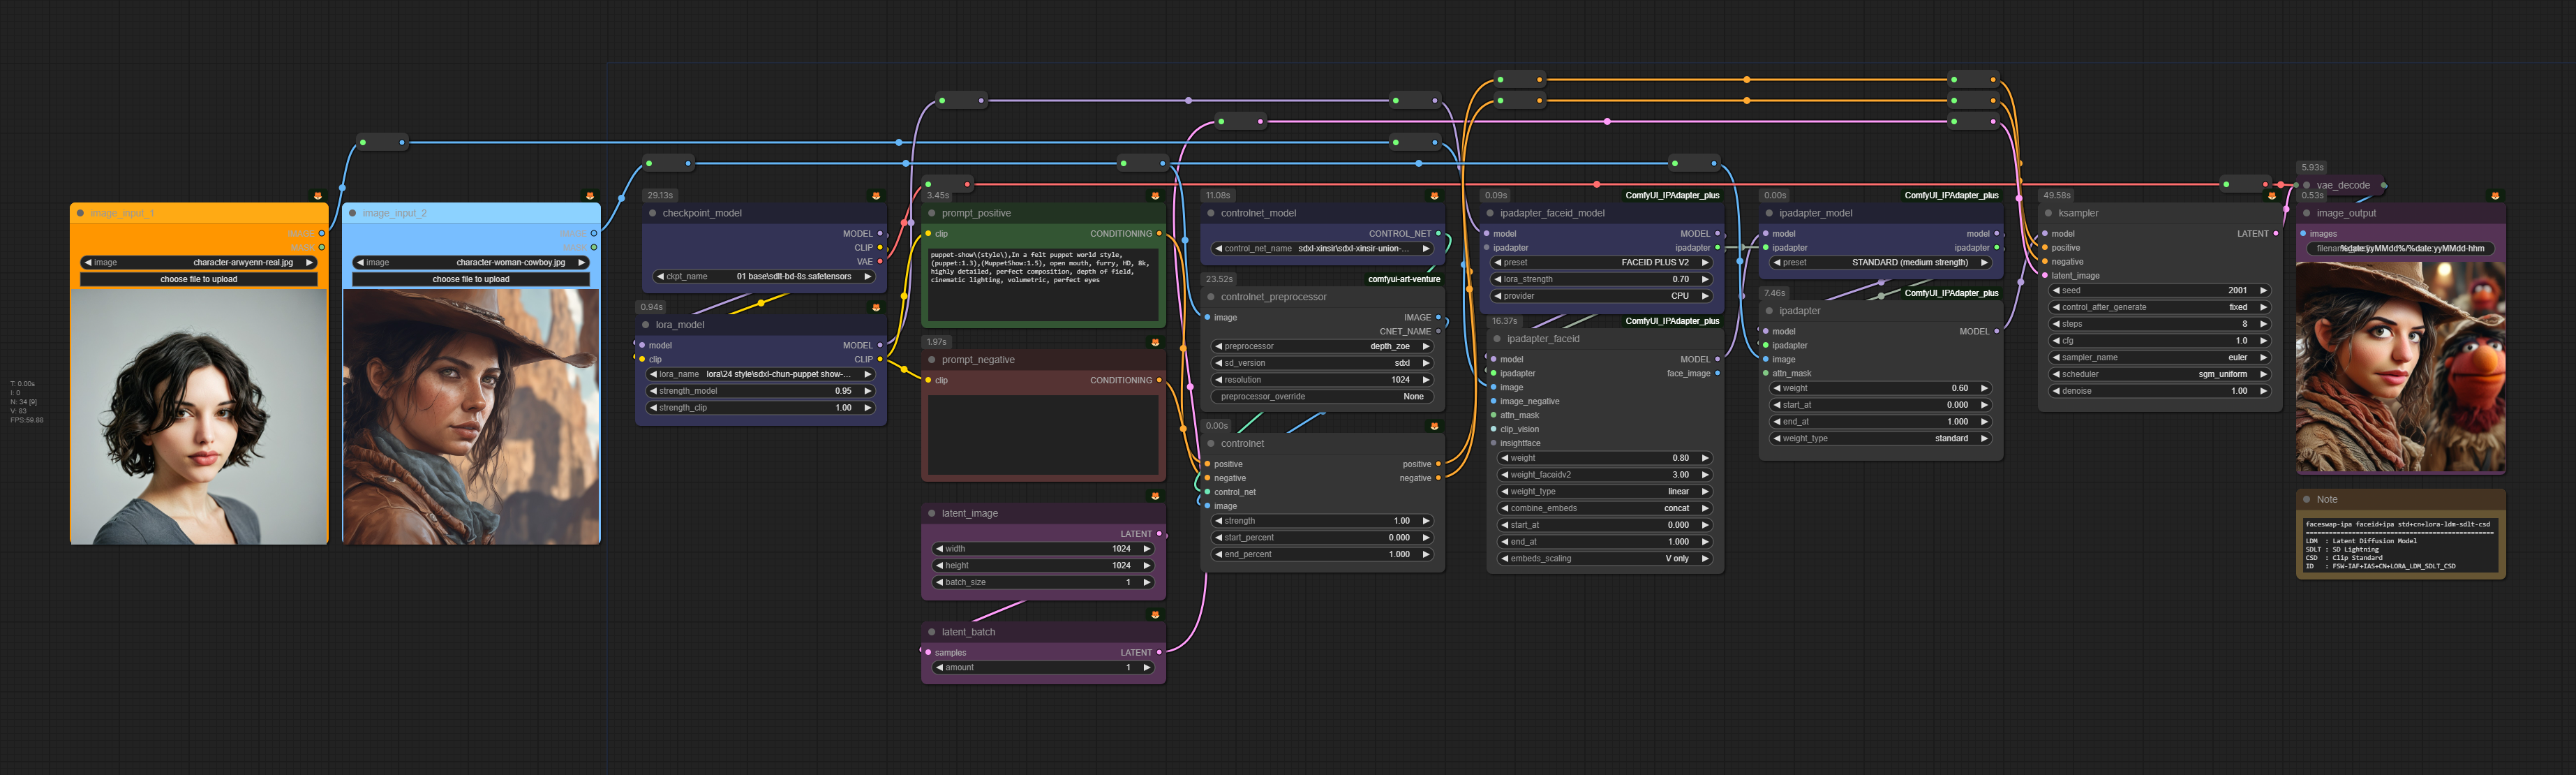 T: 0.00s
I: 0
N: 34 [9]
V: 83
FPS:59.88
image_input_1
IMAGE
MASK
image character-arwyenn-real.jpg
choose file to upload
image_input_2
IMAGE
MASK
image character-woman-cowboy.jpg
choose file to upload
29.13s
checkpoint_model
MODEL
CLIP
VAE
ckpt_name 01 base\sdlt-bd-8s.safetensors
0.94s
lora_model
model MODEL
clip CLIP
lora_name lora\24 style\sdxl-chun-puppet show-...
strength_model 0.95
strength_clip 1.00
3.45s
prompt_positive
clip CONDITIONING
puppet-show\(style\),In a felt puppet world style,
(puppet:1.3),(MuppetShow:1.5), open mouth, furry, HD, 8k,
highly detailed, perfect composition, depth of field,
cinematic lighting, volumetric, perfect eyes
1.97s
prompt_negative
clip CONDITIONING
latent_image
LATENT
width 1024
height 1024
batch_size 1
latent_batch
samples LATENT
amount 1
11.08s
controlnet_model
CONTROL_NET
control_net_name sdxl-xinsir\sdxl-xinsir-union-...
23.52s
comfyui-art-venture
controlnet_preprocessor
image IMAGE
CNET_NAME
preprocessor depth_zoe
sd_version sdxl
resolution 1024
preprocessor_override None
0.00s
controlnet
positive positive
negative negative
control_net
image
strength 1.00
start_percent 0.000
end_percent 1.000
0.09s
ComfyUI_IPAdapter_plus
ipadapter_faceid_model
model MODEL
ipadapter ipadapter
preset FACEID PLUS V2
lora_strength 0.70
provider CPU
16.37s
ComfyUI_IPAdapter_plus
ipadapter_faceid
model MODEL
ipadapter face_image
image
image_negative
attn_mask
clip_vision
insightface
weight 0.80
weight_faceidv2 3.00
weight_type linear
combine_embeds concat
start_at 0.000
end_at 1.000
embeds_scaling V only
0.00s
ComfyUI_IPAdapter_plus
ipadapter_model
model model
ipadapter ipadapter
preset STANDARD (medium strength)
7.46s
ComfyUI_IPAdapter_plus
ipadapter
model MODEL
ipadapter
image
attn_mask
weight 0.60
start_at 0.000
end_at 1.000
weight_type standard
49.58s
ksampler
model LATENT
positive
negative
latent_image
seed 2001
control_after_generate fixed
steps 8
cfg 1.0
sampler_name euler
scheduler sgm_uniform
denoise 1.00
5.93s
vae_decode
0.53s
image_output
images
%date:yyMMdd%/%date:yyMMdd-hhm
Note
faceswap-ipa faceid+ipa std+cn+lora-ldm-sdlt-csd
================================================
LDM : Latent Diffusion Model
SDLT : SD Lightning
CSD : Clip Standard
ID : FSW-IAF+IAS+CN+LORA_LDM_SDLT_CSD